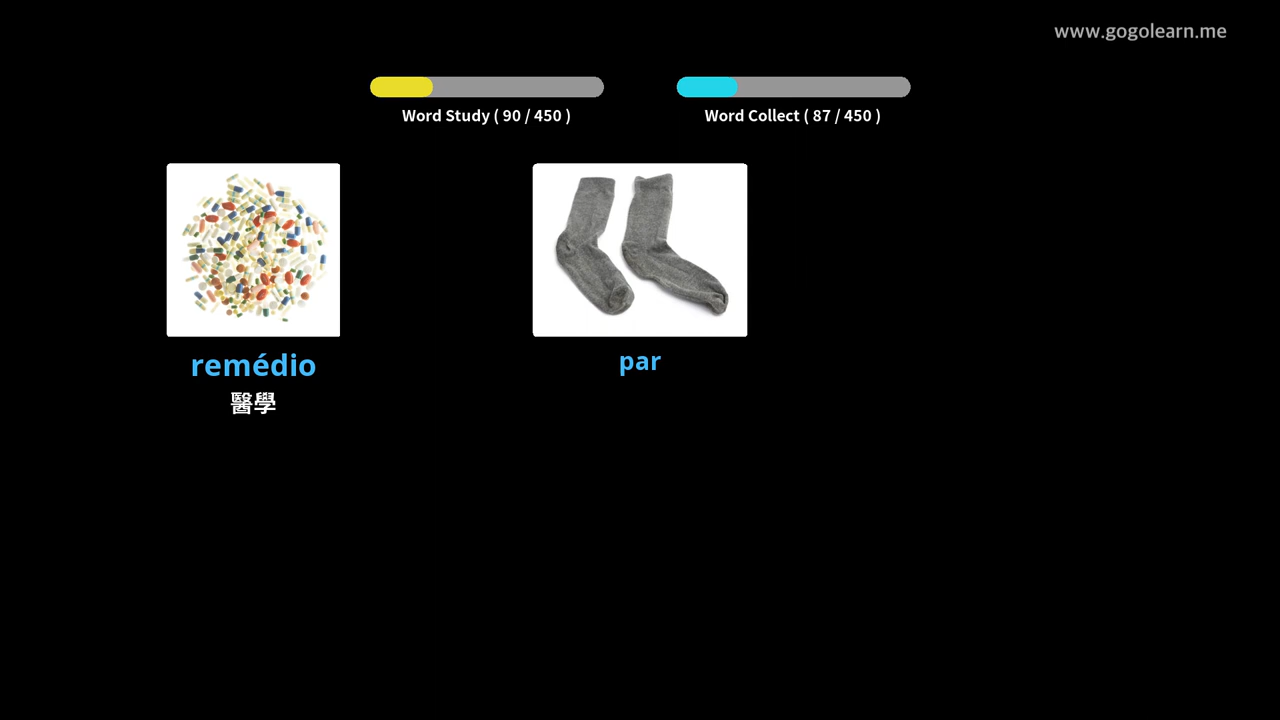 www.gogolearn.me
Word Study ( 90 / 450 )
Word Collect ( 87 / 450 )
remédio
醫學
par